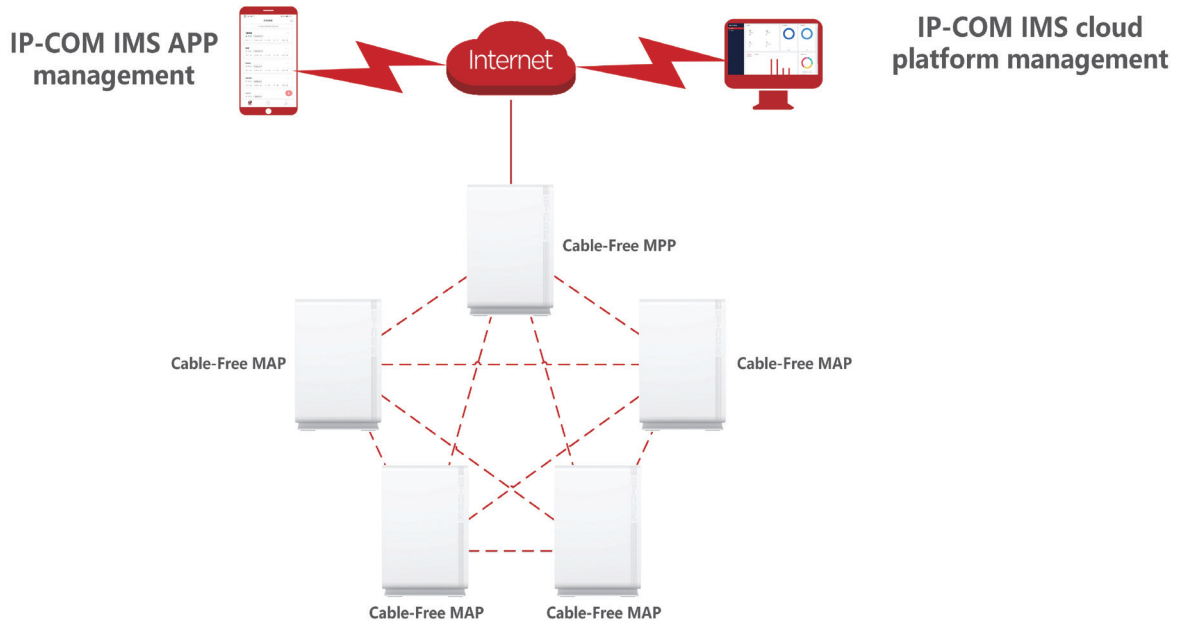 IP-COM IMS APP
management
Internet
IP-COM IMS cloud
platform management
Cable-Free MPP
Cable-Free MAP
Cable-Free MAP
Cable-Free MAP
Cable-Free MAP